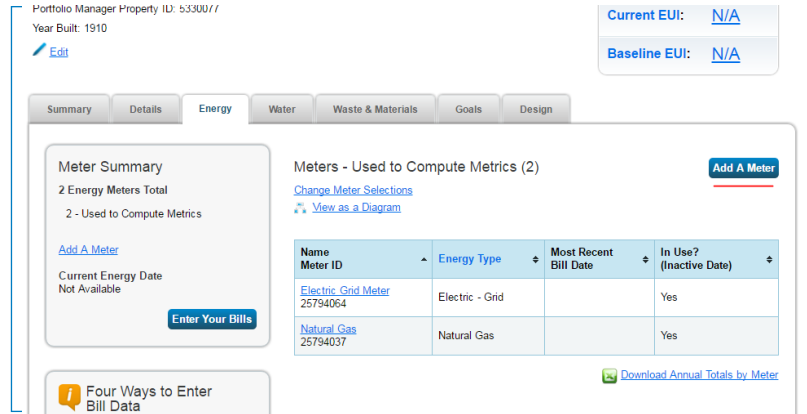 Portfolio Manager Property ID: 5330077
Year Built: 1910
Edit
Current EUI: N/A
Baseline EUI: N/A
Summary Details Energy Water Waste & Materials Goals Design
Meter Summary
2 Energy Meters Total
2 - Used to Compute Metrics
Add A Meter
Current Energy Date
Not Available
Enter Your Bills
Four Ways to Enter
Bill Data
Meters - Used to Compute Metrics (2)
Add A Meter
Change Meter Selections
View as a Diagram
Name
Meter ID
Energy Type
Most Recent
Bill Date
In Use?
(Inactive Date)
Electric Grid Meter
25794064
Electric - Grid
Yes
Natural Gas
25794037
Natural Gas
Yes
Download Annual Totals by Meter